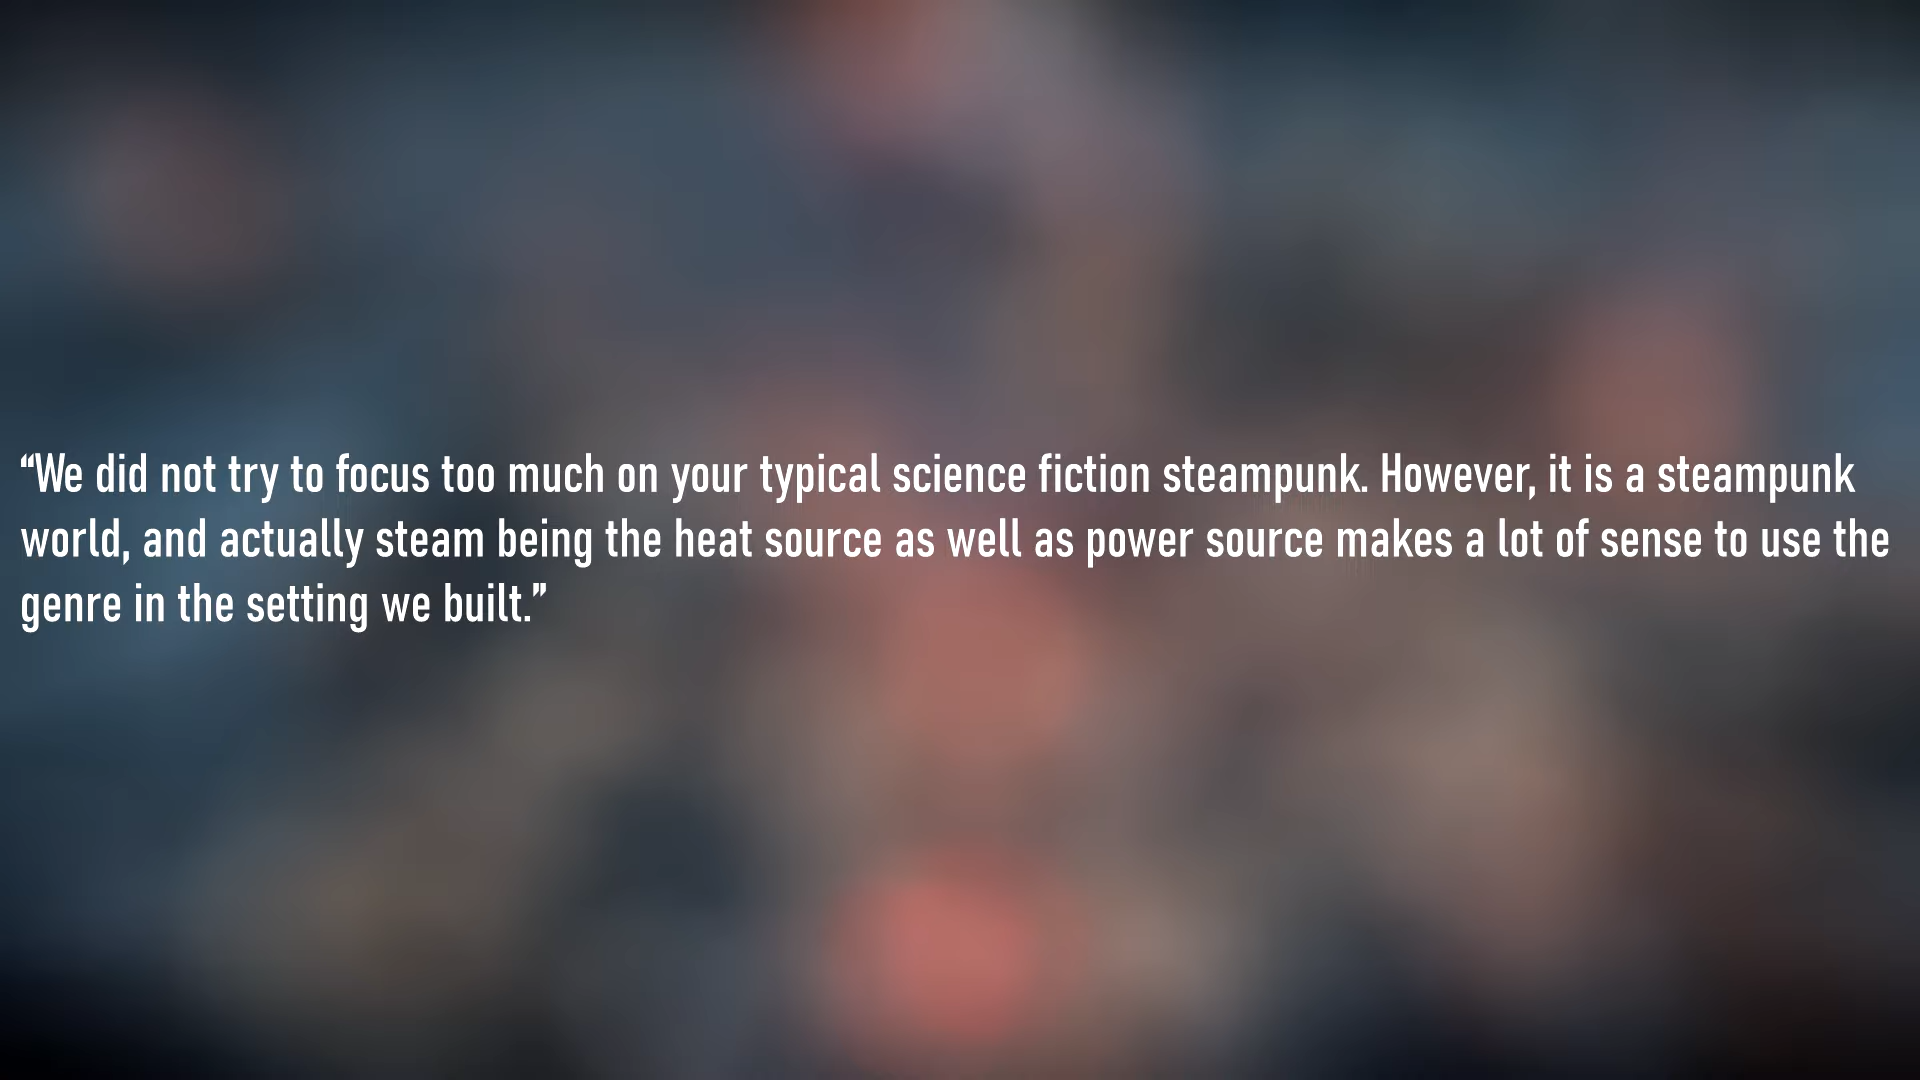 “We did not try to focus too much on your typical science fiction steampunk. However, it is a steampunk
world, and actually steam being the heat source as well as power source makes a lot of sense to use the
genre in the setting we built.”